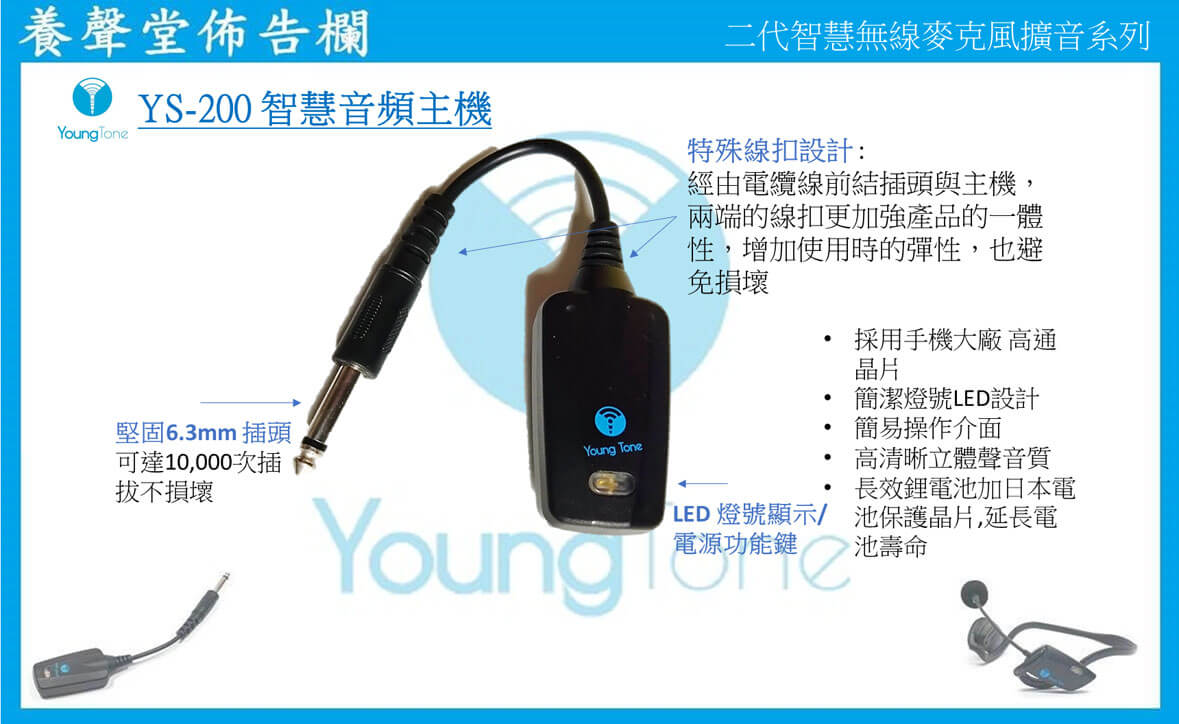 養聲堂佈告欄
二代智慧無線麥克風擴音系列
YoungTone
YS-200 智慧音頻主機
特殊線扣設計:
經由電纜線前結插頭與主機，
兩端的線扣更加強產品的一體
性，增加使用時的彈性，也避
免損壞
• 採用手機大廠 高通
晶片
• 簡潔燈號LED設計
• 簡易操作介面
• 高清晰立體聲音質
• 長效鋰電池加日本電
池保護晶片,延長電
池壽命
堅固6.3mm 插頭
可達10,000次插
拔不損壞
Young Tone
LED 燈號顯示/
電源功能鍵
YoungTone